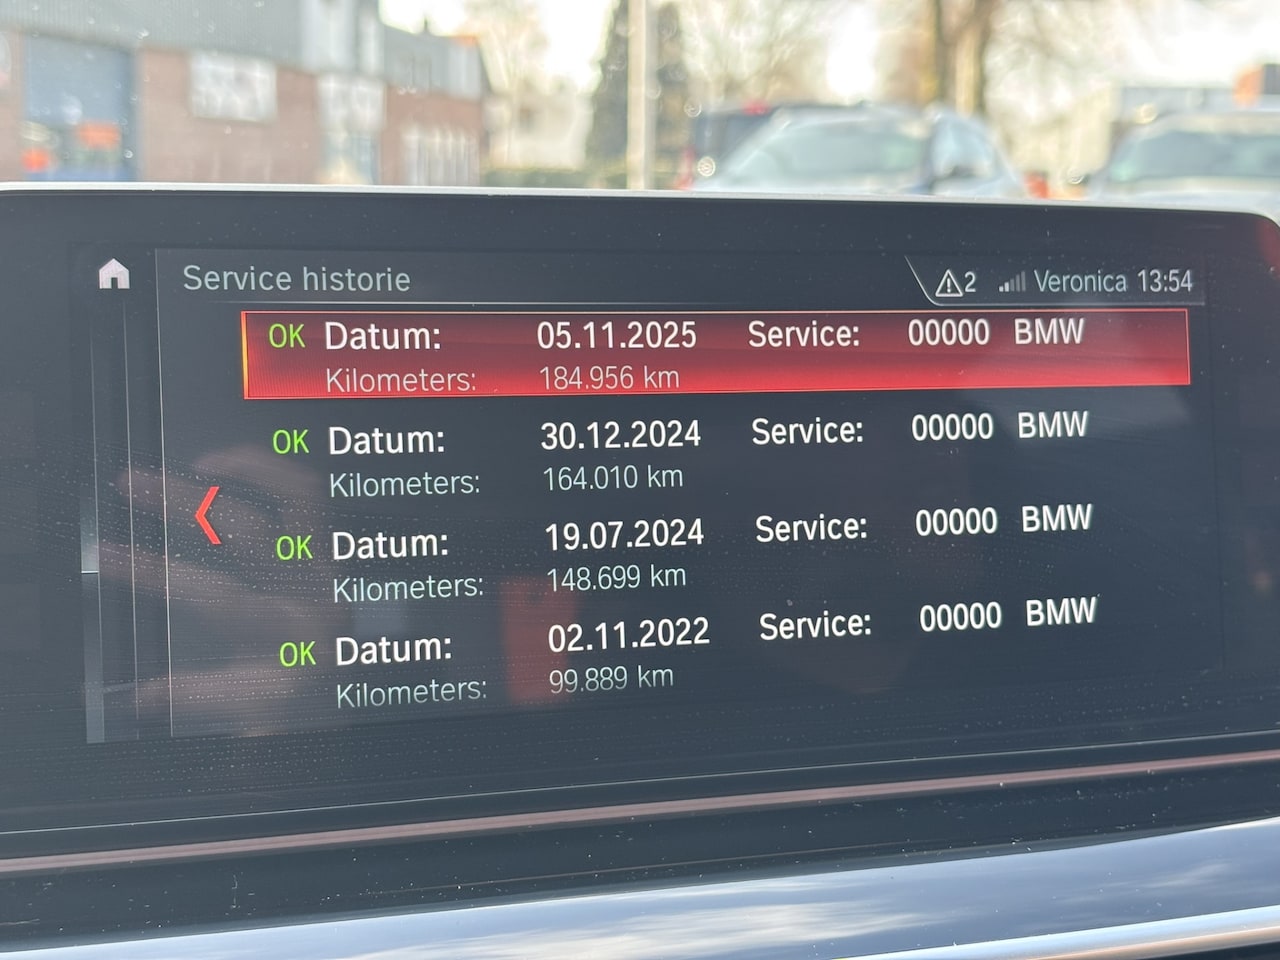 Service historie
2 Veronica 13:54
OK Datum: 05.11.2025 Service: 00000 BMW
Kilometers: 184.956 km
OK Datum: 30.12.2024 Service: 00000 BMW
Kilometers: 164.010 km
OK Datum: 19.07.2024 Service: 00000 BMW
Kilometers: 148.699 km
OK Datum: 02.11.2022 Service: 00000 BMW
Kilometers: 99.889 km